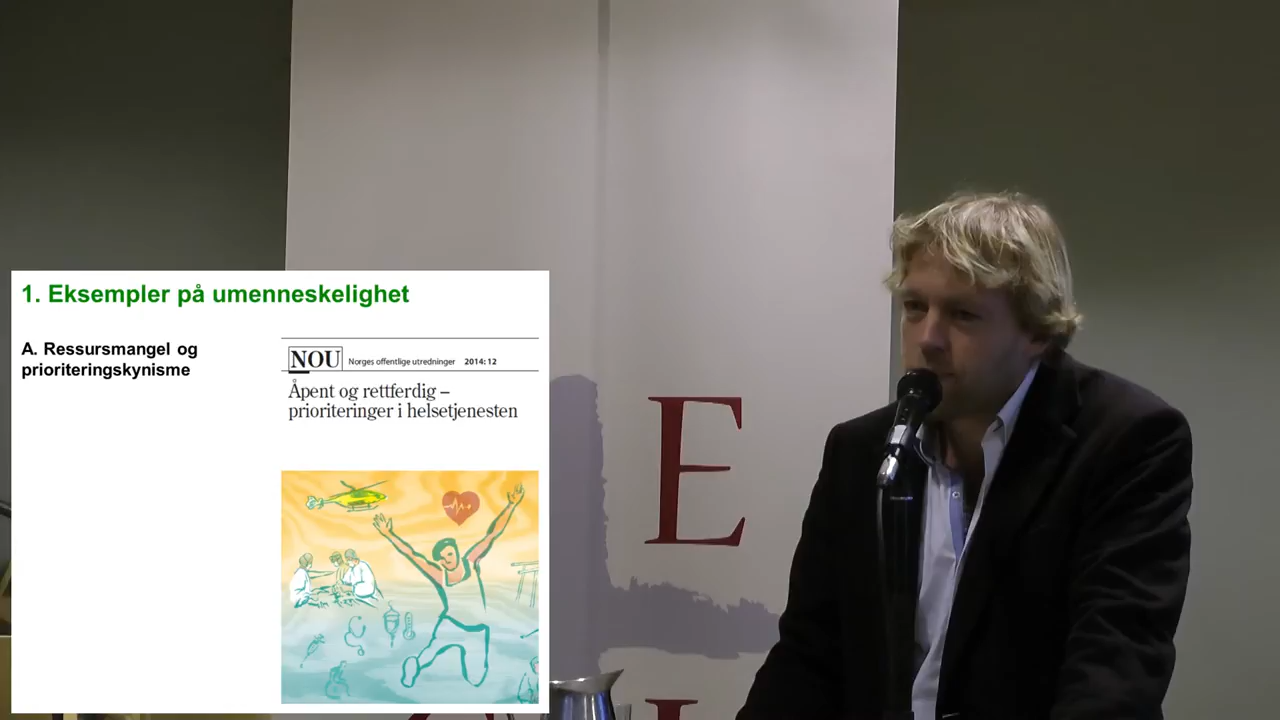 1. Eksempler på umenneskelighet
A. Ressursmangel og
prioriteringskynisme
NOU Norges offentlige utredninger 2014: 12
Åpent og rettferdig –
prioriteringer i helsetjenesten
E